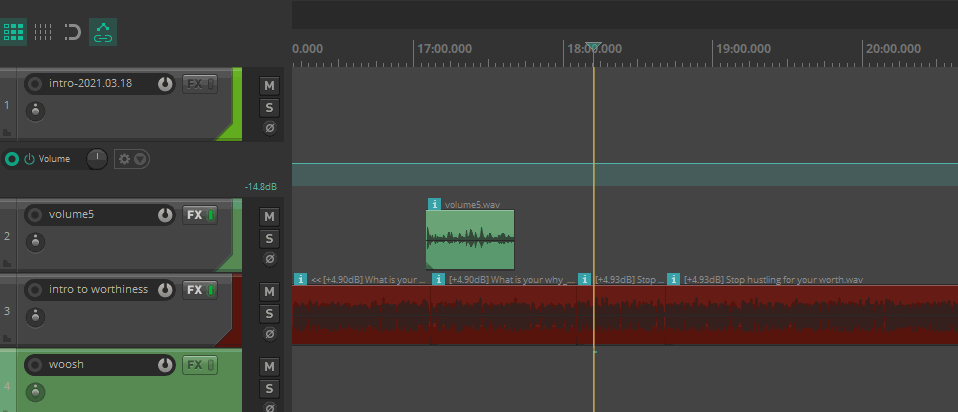 0.000 17:00.000 18:00.000 19:00.000 20:00.000
1 intro-2021.03.18 FX M
S
Ø
Volume
-14.8dB
volume5.wav
2 volume5 FX M
S
Ø
<< [+4.90dB] What is your ... [+4.90dB] What is your why_... [+4.93dB] Stop ... [+4.93dB] Stop hustling for your worth.wav
3 intro to worthiness FX M
S
Ø
4 woosh FX M
S
Ø